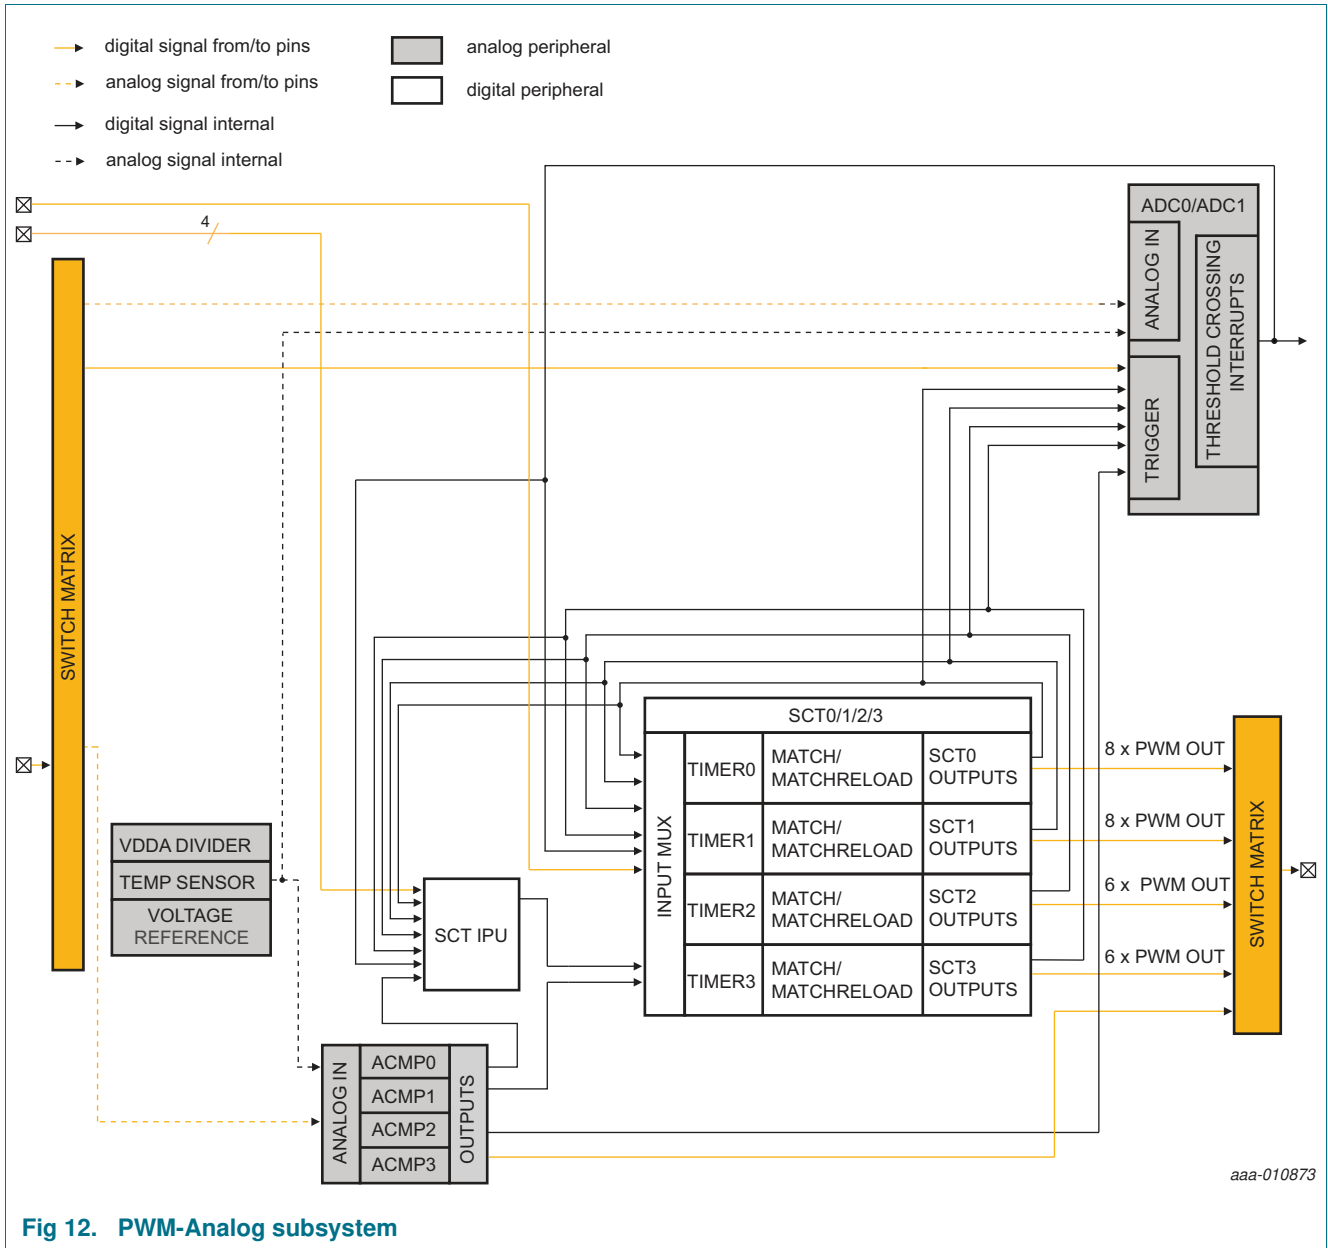 digital signal from/to pins
analog signal from/to pins
digital signal internal
analog signal internal
analog peripheral
digital peripheral
4
SWITCH MATRIX
ADC0/ADC1
ANALOG IN
TRIGGER
THRESHOLD CROSSING
INTERRUPTS
VDDA DIVIDER
TEMP SENSOR
VOLTAGE
REFERENCE
SCT IPU
SCT0/1/2/3
INPUT MUX
TIMER0
MATCH/
MATCHRELOAD
SCT0
OUTPUTS
TIMER1
MATCH/
MATCHRELOAD
SCT1
OUTPUTS
TIMER2
MATCH/
MATCHRELOAD
SCT2
OUTPUTS
TIMER3
MATCH/
MATCHRELOAD
SCT3
OUTPUTS
8 x PWM OUT
8 x PWM OUT
6 x PWM OUT
6 x PWM OUT
SWITCH MATRIX
ANALOG IN
ACMP0
ACMP1
ACMP2
ACMP3
OUTPUTS
aaa-010873
Fig 12. PWM-Analog subsystem